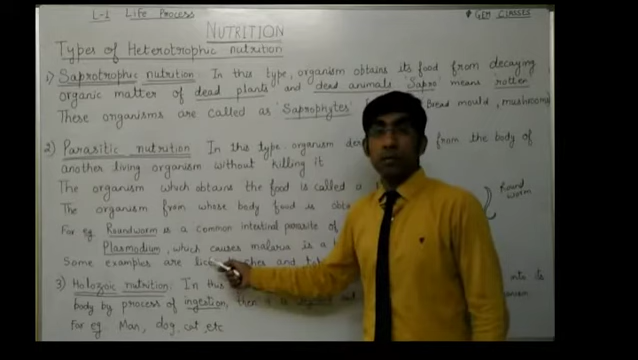 L-1 Life Process
GEM CLASSES
NUTRITION
Types of Heterotrophic nutrition
1) Saprotrophic nutrition In this type, organism obtains its food from decaying
organic matter of dead plants and dead animals 'Sapro' means 'rotten'
These organisms are called as 'Saprophytes' Bread mould, mushrooms
2) Parasitic nutrition In this type, organism from the body of
another living organism without killing it
The organism which obtains the food is called a
The organism from whose body food is Round
For eg. Roundworm is a common intestinal parasite of worm
Plasmodium, which causes malaria is a
Some examples are and
3) Holozoic nutrition: In this into its
body by process of ingestion, then
For eg. Man, dog, cat, etc